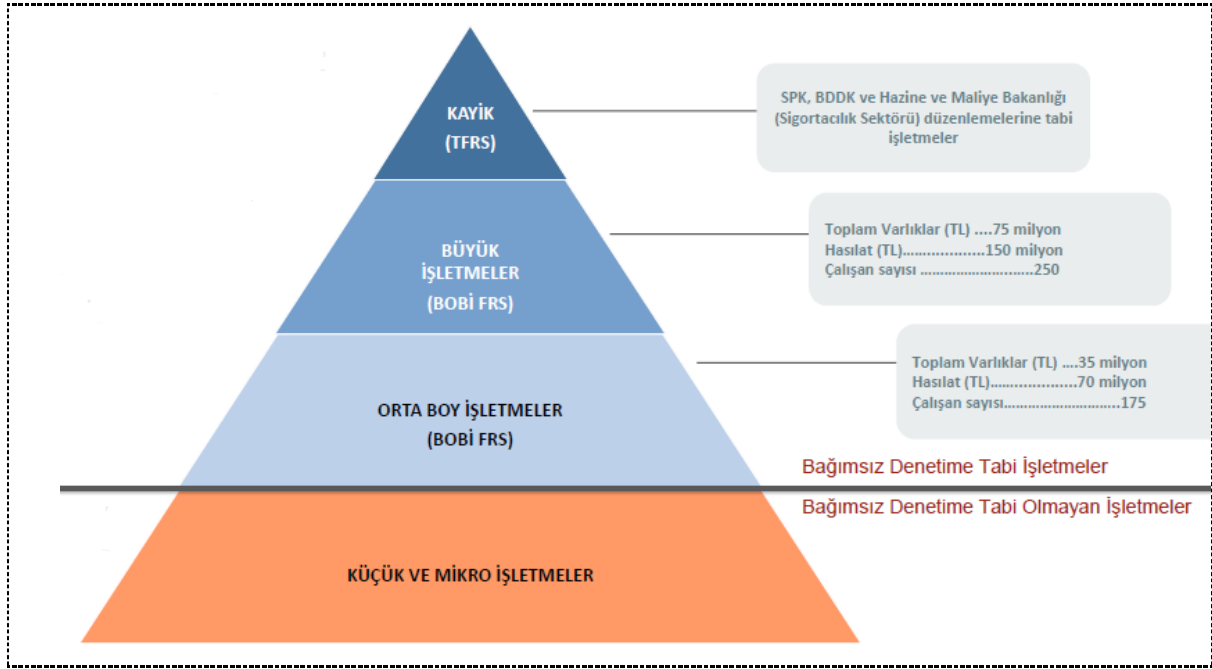 KAYİK
(TFRS)
SPK, BDDK ve Hazine ve Maliye Bakanlığı
(Sigortacılık Sektörü) düzenlemelerine tabi
işletmeler
BÜYÜK
İŞLETMELER
(BOBİ FRS)
Toplam Varlıklar (TL) ....75 milyon
Hasılat (TL).....................150 milyon
Çalışan sayısı .............................250
ORTA BOY İŞLETMELER
(BOBİ FRS)
Toplam Varlıklar (TL) ....35 milyon
Hasılat (TL)......................70 milyon
Çalışan sayısı..............................175
Bağımsız Denetime Tabi İşletmeler
Bağımsız Denetime Tabi Olmayan İşletmeler
KÜÇÜK VE MİKRO İŞLETMELER